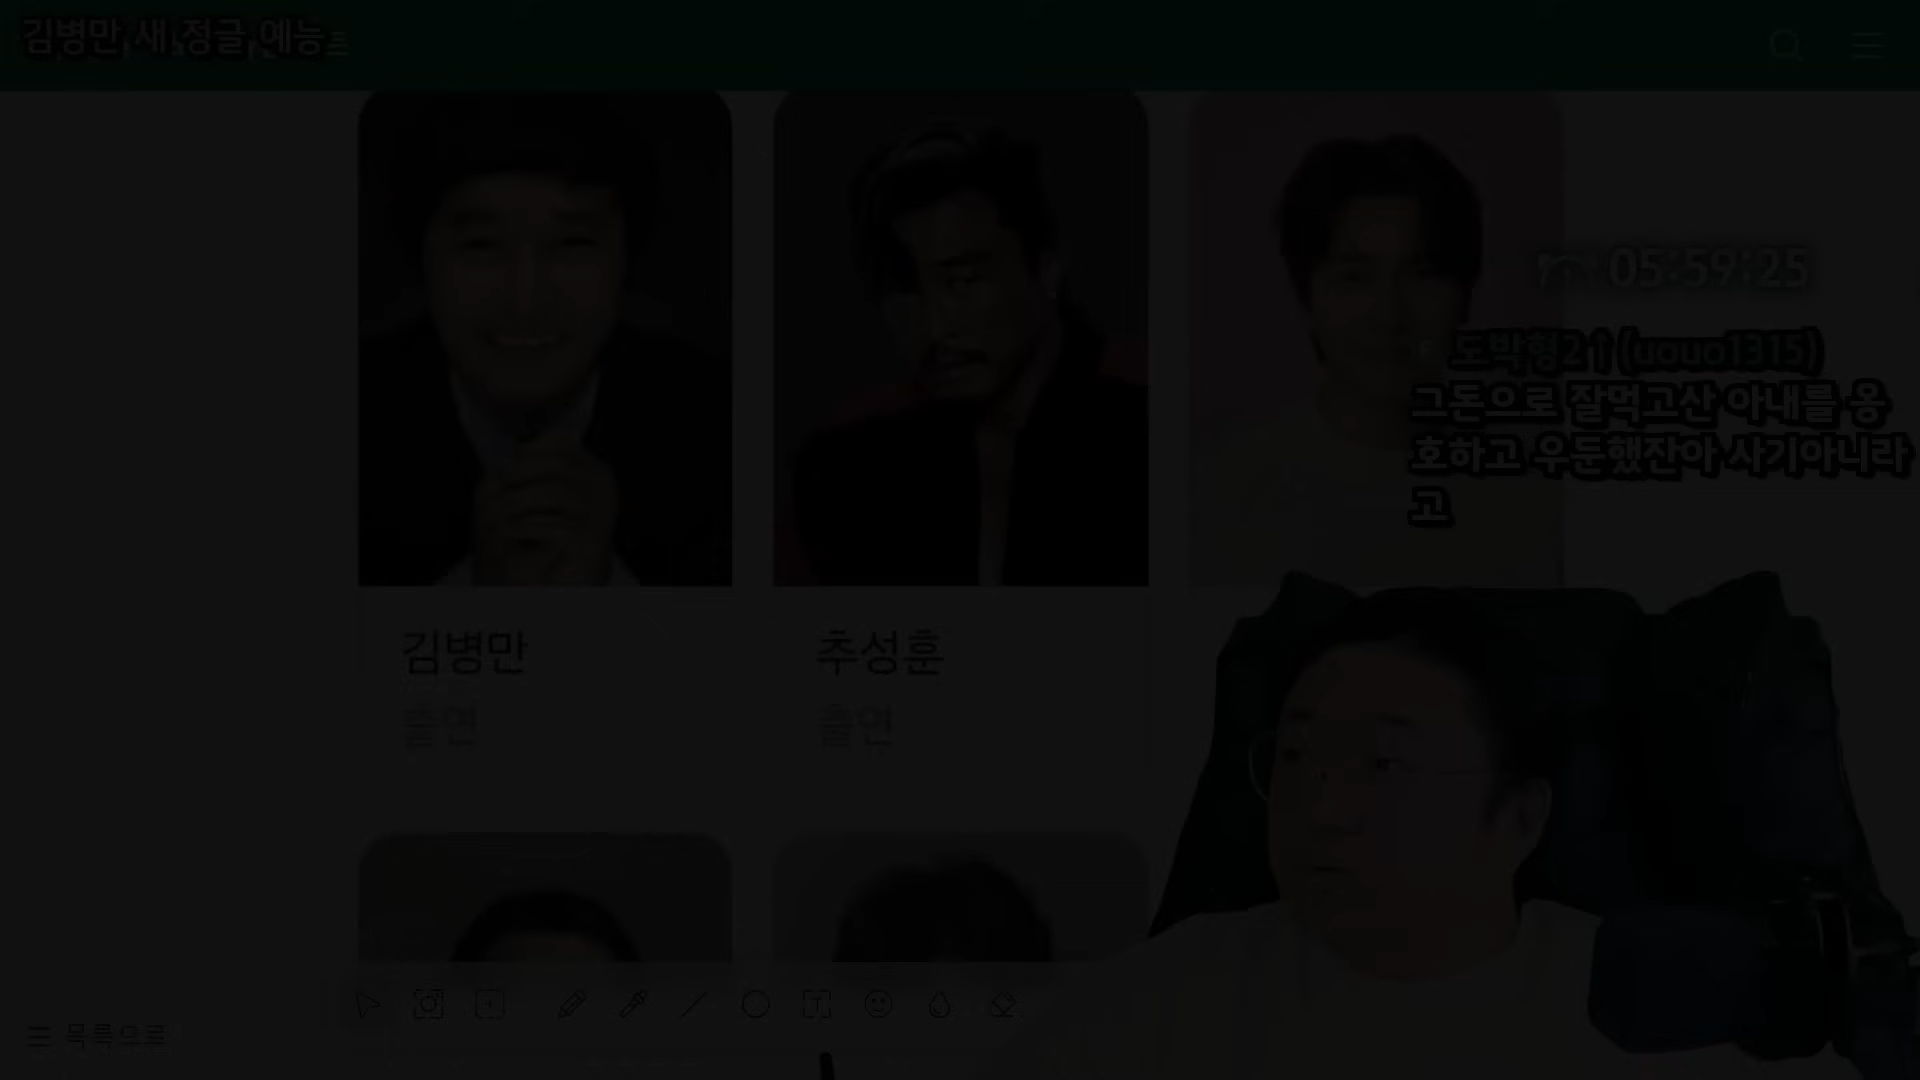 김병만 새 정글 예능
05:59:25
F 도박형2↑(uouo1315)
그돈으로 잘먹고산 아내를 옹
호하고 우둔했잖아 사기아니라
고
김병만
추성훈
출연
출연
목록으로